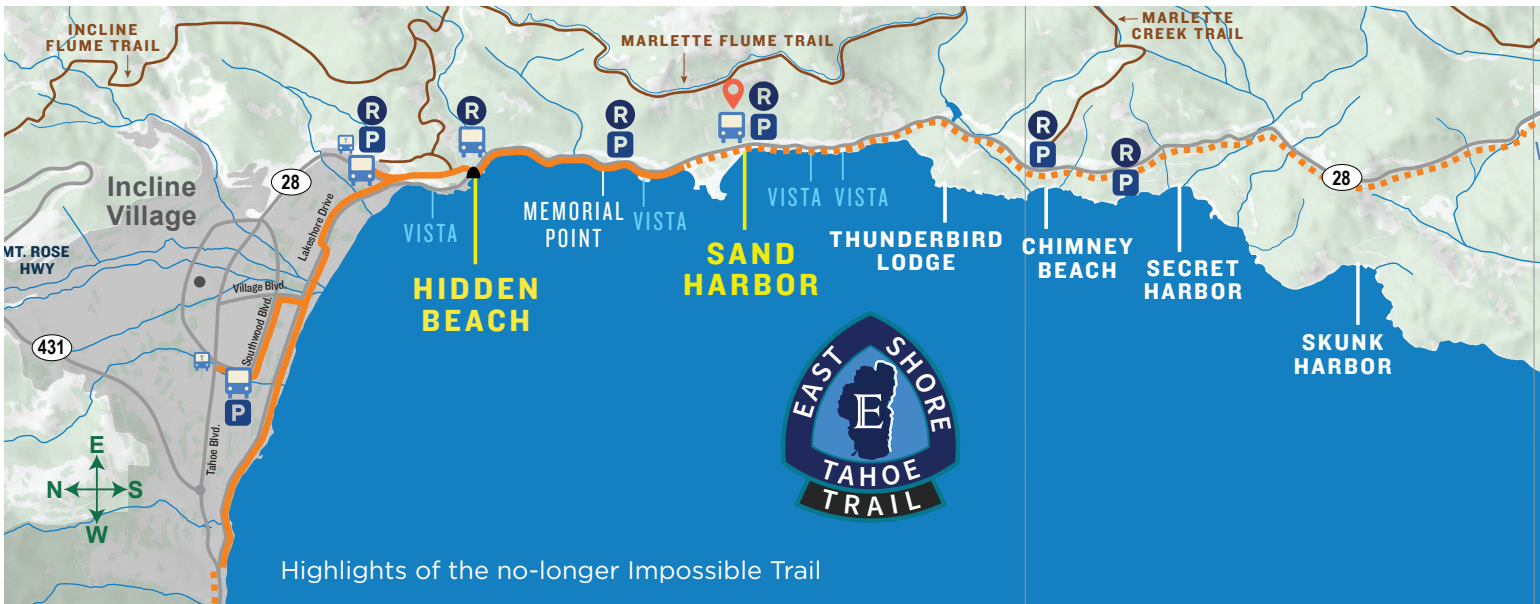 INCLINE
FLUME TRAIL
MARLETTE FLUME TRAIL
MARLETTE
CREEK TRAIL
R
P
R
R
P
R
P
R
P
R
P
T
28
Incline
Village
Lakeshore Drive
MT. ROSE
HWY
Village Blvd.
Southwood Blvd.
431
T
P
Tahoe Blvd.
VISTA
HIDDEN
BEACH
MEMORIAL
POINT
VISTA
SAND
HARBOR
VISTA
VISTA
THUNDERBIRD
LODGE
CHIMNEY
BEACH
SECRET
HARBOR
28
SKUNK
HARBOR
EAST
SHORE
E
TAHOE
TRAIL
E
N
S
W
Highlights of the no-longer Impossible Trail